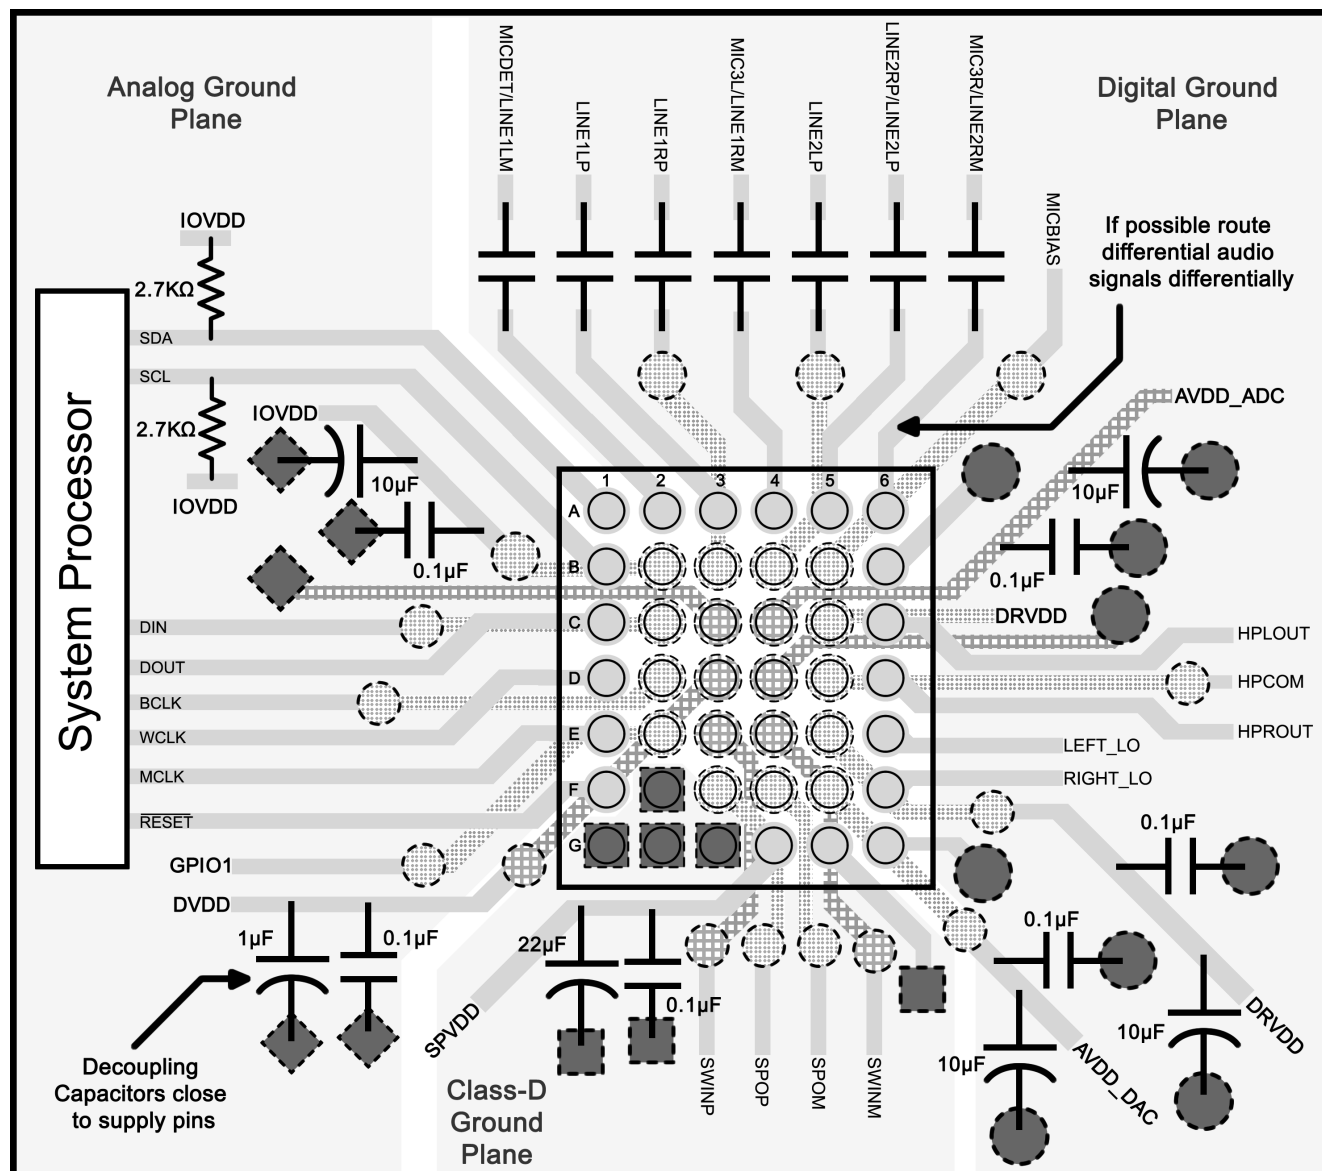 Analog Ground
Plane
Digital Ground
Plane
MICDET/LINE1LM
LINE1LP
LINE1RP
MIC3L/LINE1RM
LINE2LP
LINE2RP/LINE2LP
MIC3R/LINE2RM
MICBIAS
If possible route
differential audio
signals differentially
IOVDD
2.7KΩ
SDA
SCL
IOVDD
2.7KΩ
IOVDD
10µF
0.1µF
System Processor
AVDD_ADC
10µF
0.1µF
DRVDD
1 2 3 4 5 6
A
B
C
D
E
F
G
DIN
DOUT
BCLK
WCLK
MCLK
RESET
GPIO1
DVDD
HPLOUT
HPCOM
HPROUT
LEFT_LO
RIGHT_LO
0.1µF
1µF
0.1µF
22µF
0.1µF
0.1µF
10µF
10µF
SPVDD
SWINP
SPOP
SPOM
SWINM
AVDD_DAC
DRVDD
Decoupling
Capacitors close
to supply pins
Class-D
Ground
Plane